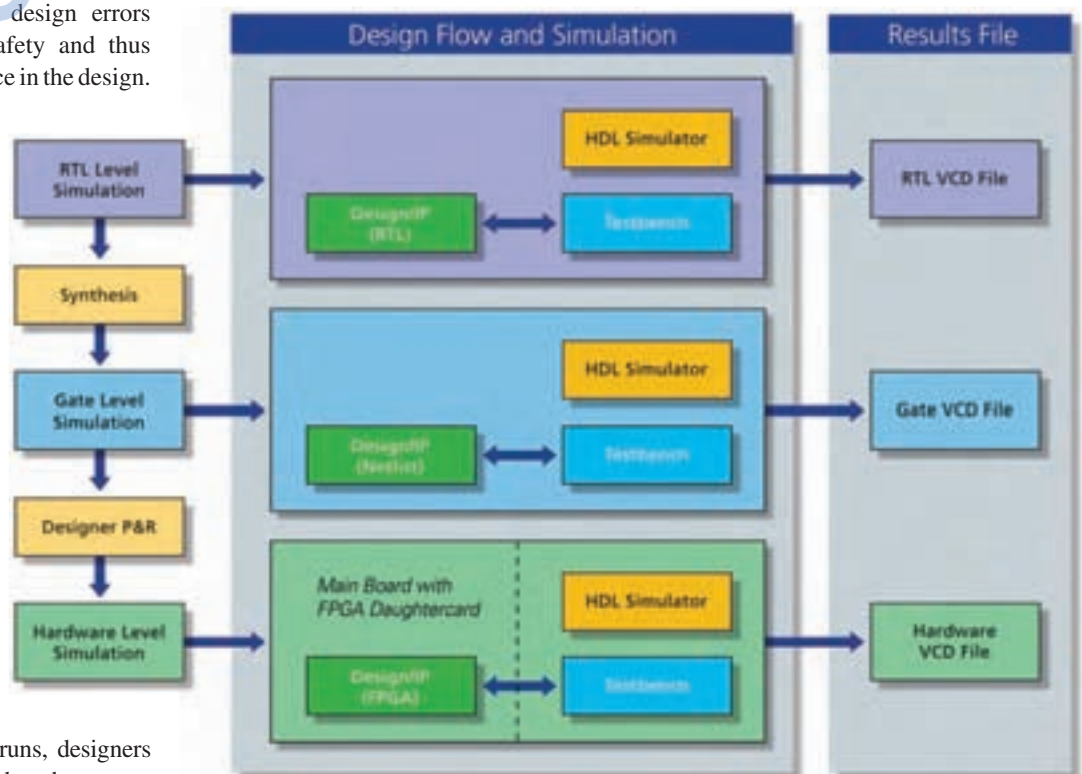 design errors
afety and thus
ce in the design.
Design Flow and Simulation
Results File
RTL Level
Simulation
HDL Simulator
Design/IP
(RTL)
Testbench
RTL VCD File
Synthesis
Gate Level
Simulation
HDL Simulator
Design/IP
(Netlist)
Testbench
Gate VCD File
Designer P&R
Hardware Level
Simulation
Main Board with
FPGA Daughtercard
HDL Simulator
Design/IP
(FPGA)
Testbench
Hardware
VCD File
runs, designers